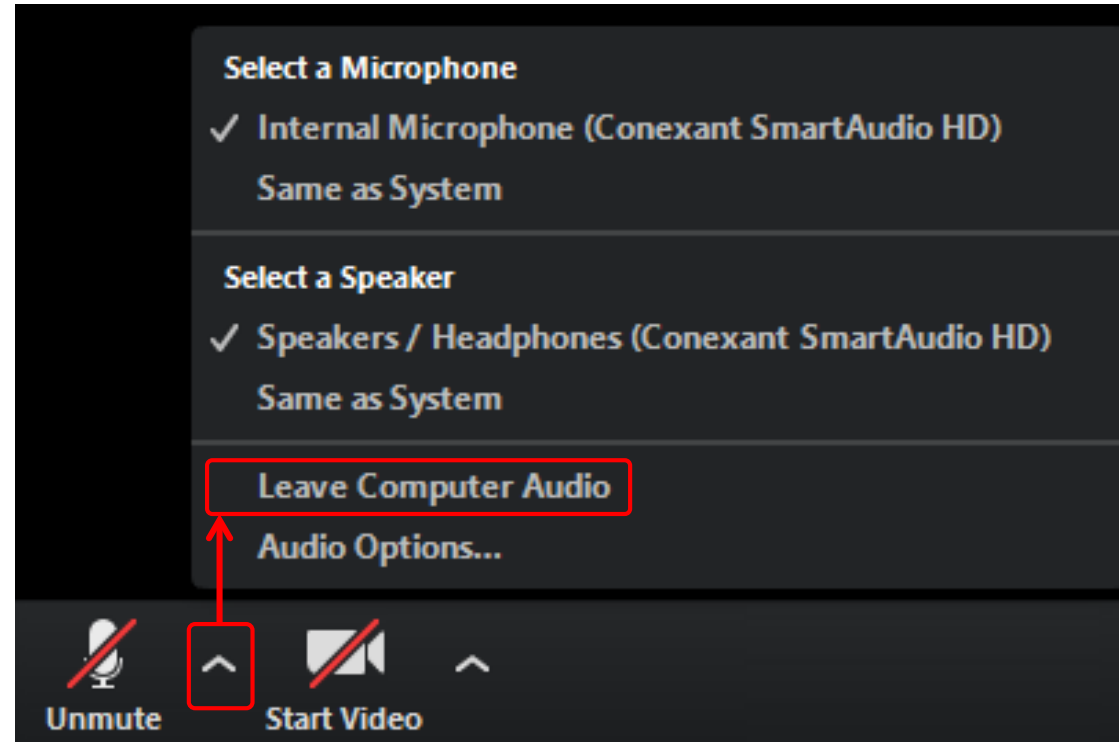 Select a Microphone
Internal Microphone (Conexant SmartAudio HD)
Same as System
Select a Speaker
Speakers / Headphones (Conexant SmartAudio HD)
Same as System
Leave Computer Audio
Audio Options...
Unmute
Start Video